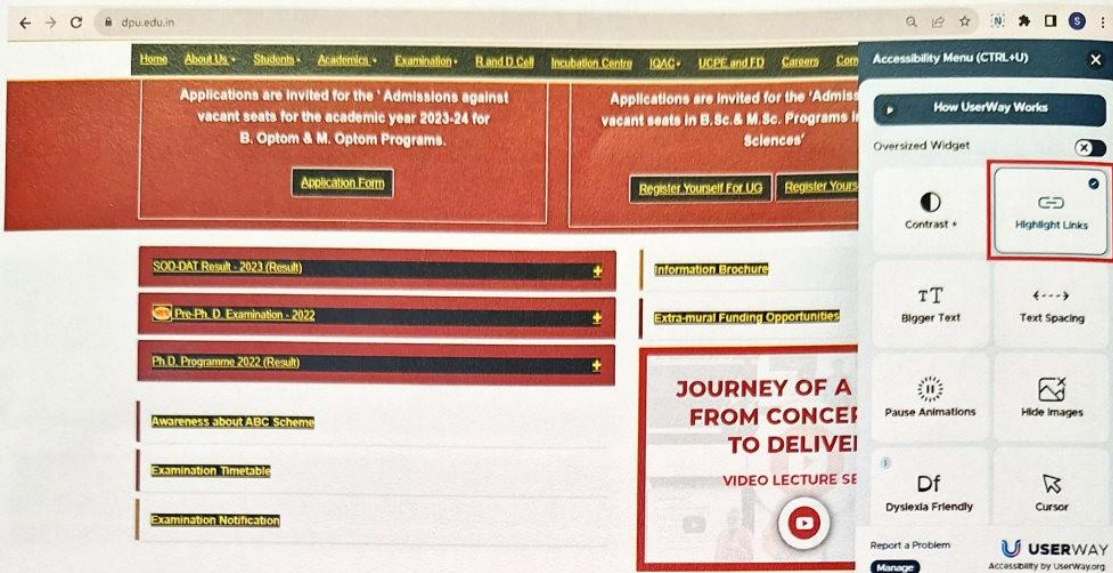 dpu.edu.in
S
Home About Us Students Academics Examination R and D Cell Incubation Centre IQAC UCPE and FD Careers Con
Applications are Invited for the ' Admissions against
vacant seats for the academic year 2023-24 for
B. Optom & M. Optom Programs.
Application Form
Applications are Invited for the 'Admiss
vacant seats in B.Sc.& M.Sc. Programs i
Sciences'
Register Yourself For UG Register Yours
SOD-DAT Result - 2023 (Result) +
Pre-Ph. D. Examination - 2022 +
Ph.D. Programme 2022 (Result) +
Awareness about ABC Scheme
Examination Timetable
Examination Notification
Information Brochure
Extra-mural Funding Opportunities
JOURNEY OF A
FROM CONCEP
TO DELIVE
VIDEO LECTURE SE
Accessibility Menu (CTRL+U)
How UserWay Works
Oversized Widget
Contrast +
Highlight Links
TT
Bigger Text
Text Spacing
Pause Animations
Hide Images
Df
Dyslexia Friendly
Cursor
Report a Problem
Manage
USERWAY
Accessibility by UserWay.org